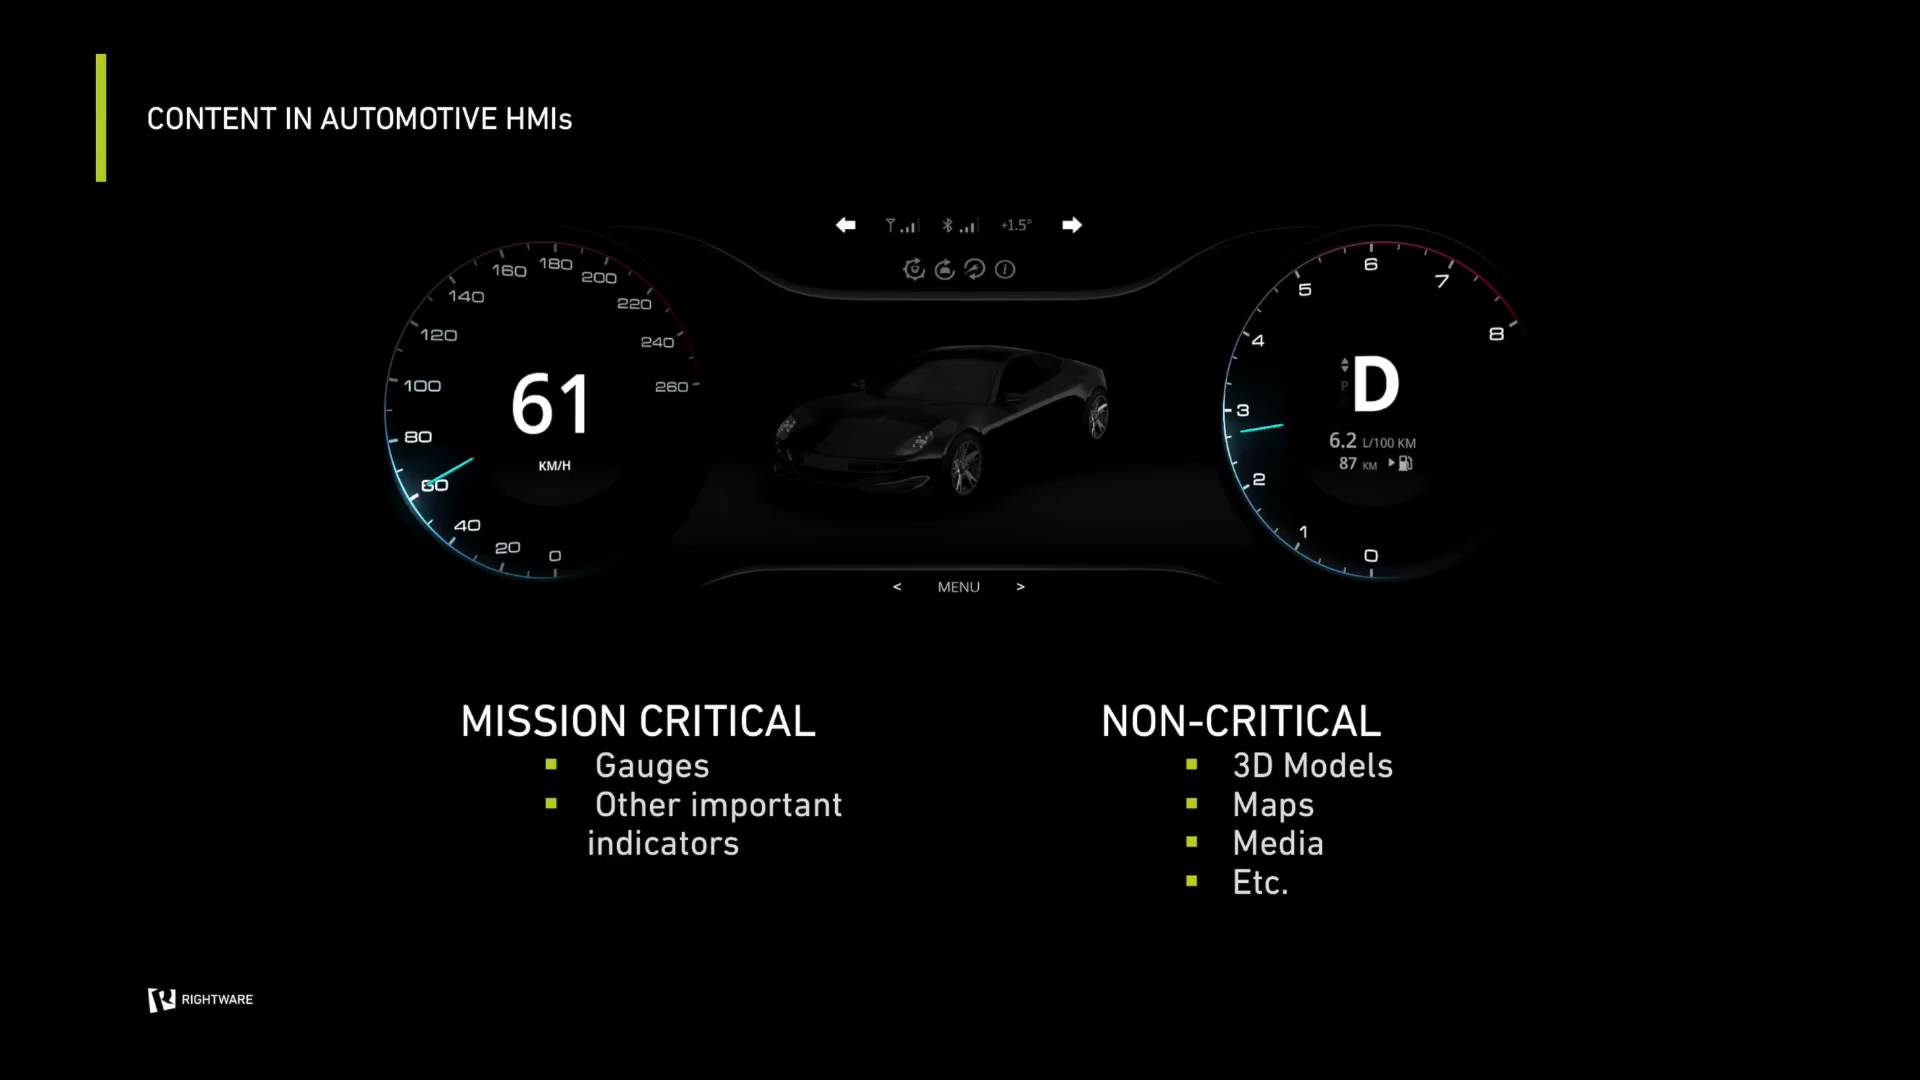 CONTENT IN AUTOMOTIVE HMIs
+1.5°
160 180 200
140 220
120 240
100 260
80
60
40
20 0
61
KM/H
6
5 7
4 8
3
2
1
0
P D
6.2 L/100 KM
87 KM
< MENU >
MISSION CRITICAL
Gauges
Other important
indicators
NON-CRITICAL
3D Models
Maps
Media
Etc.
RIGHTWARE